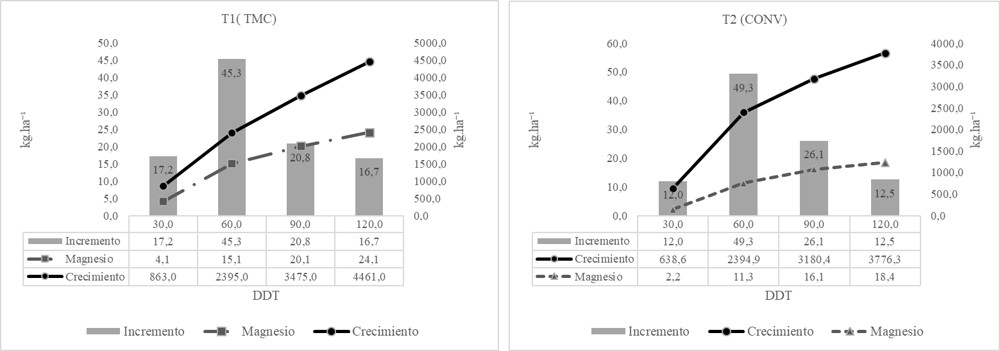 T1( TMC)
50,0
45,0
40,0
35,0
30,0
25,0
20,0
15,0
10,0
5,0
0,0
kg.ha⁻¹
17,2
45,3
20,8
16,7
5000,0
4500,0
4000,0
3500,0
3000,0
2500,0
2000,0
1500,0
1000,0
500,0
0,0
kg.ha⁻¹
30,0 60,0 90,0 120,0
Incremento 17,2 45,3 20,8 16,7
Magnesio 4,1 15,1 20,1 24,1
Crecimiento 863,0 2395,0 3475,0 4461,0
DDT
Incremento Magnesio Crecimiento
T2 (CONV)
60,0
50,0
40,0
30,0
20,0
10,0
0,0
kg.ha⁻¹
12,0
49,3
26,1
12,5
4000,0
3500,0
3000,0
2500,0
2000,0
1500,0
1000,0
500,0
0,0
kg.ha⁻¹
30,0 60,0 90,0 120,0
Incremento 12,0 49,3 26,1 12,5
Crecimiento 638,6 2394,9 3180,4 3776,3
Magnesio 2,2 11,3 16,1 18,4
DDT
Incremento Crecimiento Magnesio